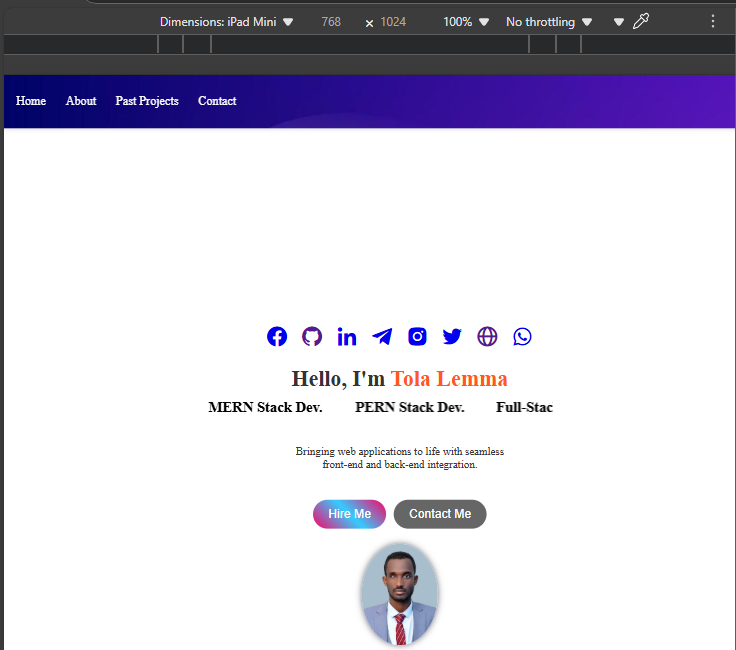 Dimensions: iPad Mini 768 × 1024 100% No throttling
Home About Past Projects Contact
Hello, I'm Tola Lemma
MERN Stack Dev. PERN Stack Dev. Full-Stac
Bringing web applications to life with seamless
front-end and back-end integration.
Hire Me Contact Me